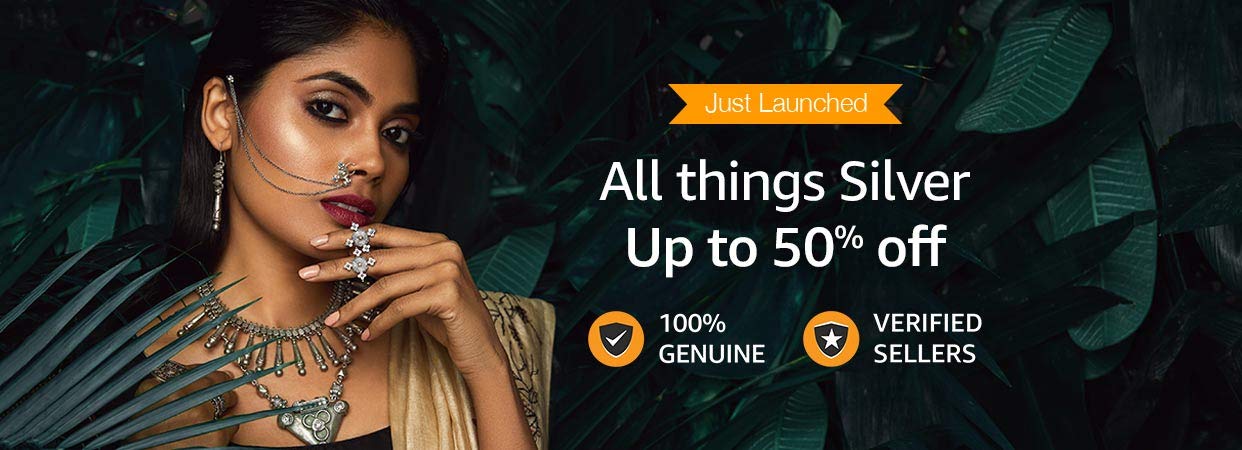 Just Launched
All things Silver
Up to 50% off
100%
GENUINE
VERIFIED
SELLERS